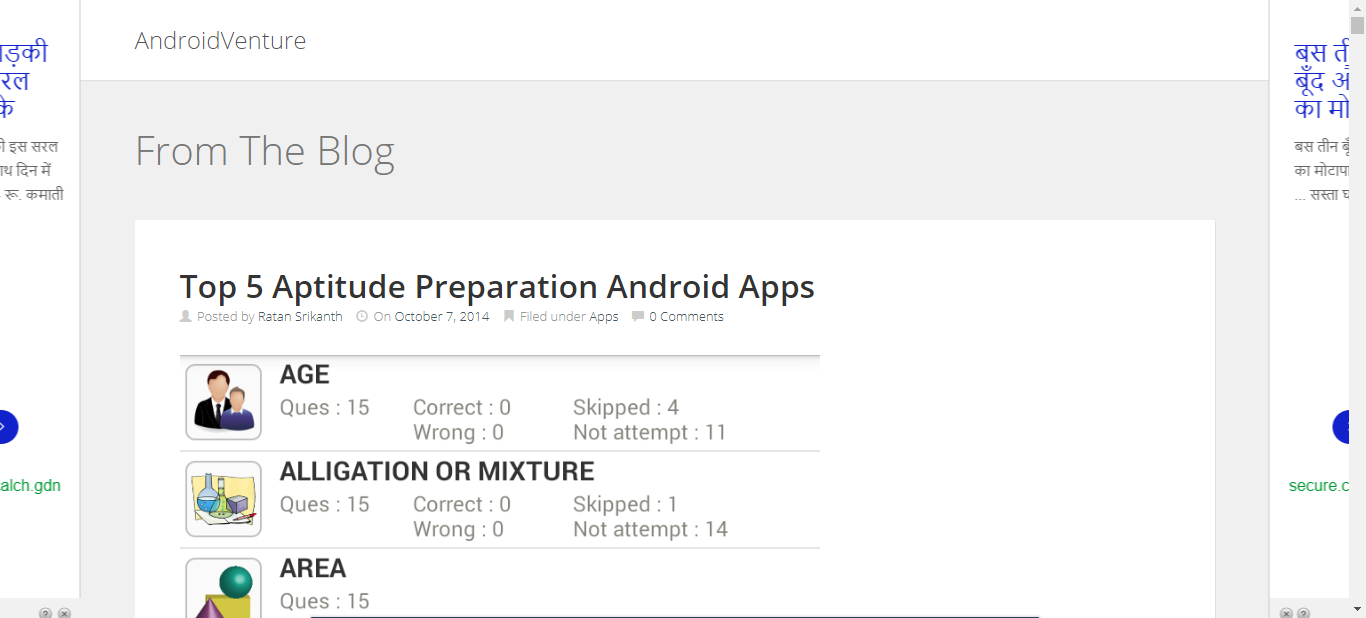 AndroidVenture
From The Blog
Top 5 Aptitude Preparation Android Apps
Posted by Ratan Srikanth On October 7, 2014 Filed under Apps 0 Comments
AGE
Ques : 15 Correct : 0 Skipped : 4
Wrong : 0 Not attempt : 11
ALLIGATION OR MIXTURE
Ques : 15 Correct : 0 Skipped : 1
Wrong : 0 Not attempt : 14
AREA
Ques : 15
रल
के
इस सरल
दिन में
रू. कमाती
alch.gdn
बस
बूँद
का मो
बस तीन
का मोटापा
... सस्ता
secure.c